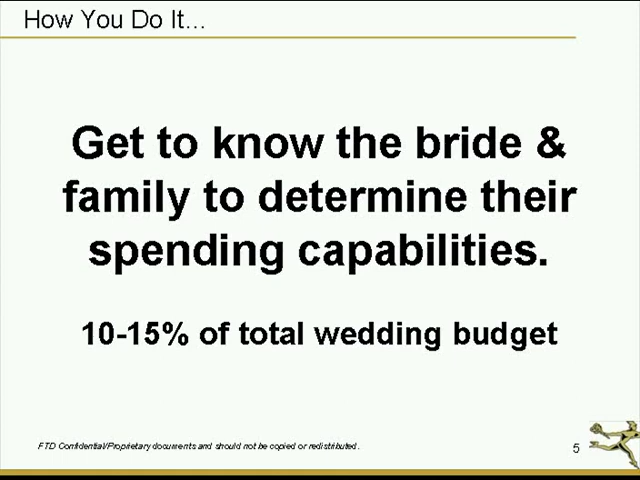 How You Do It...
Get to know the bride &
family to determine their
spending capabilities.
10-15% of total wedding budget
FTD Confidential/Proprietary documents and should not be copied or redistributed.
5